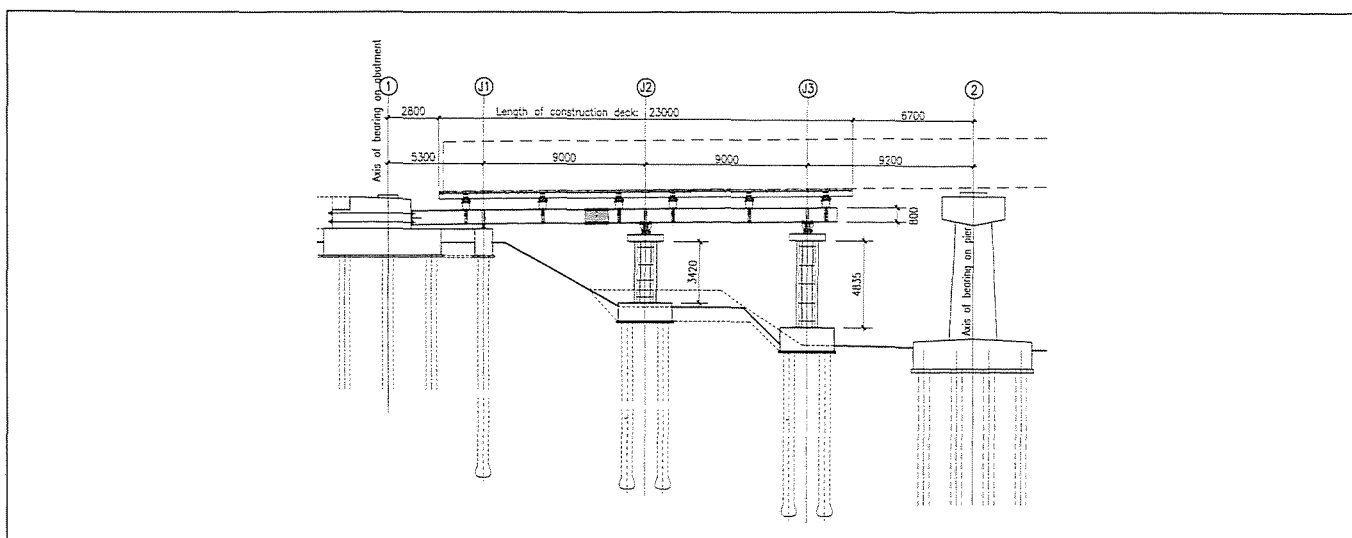 1
J1
J2
J3
2
Axis of bearing on abutment
2800
Length of construction deck: 23000
6700
5300
9000
9000
9200
800
3420
4835
Axis of bearing on pier